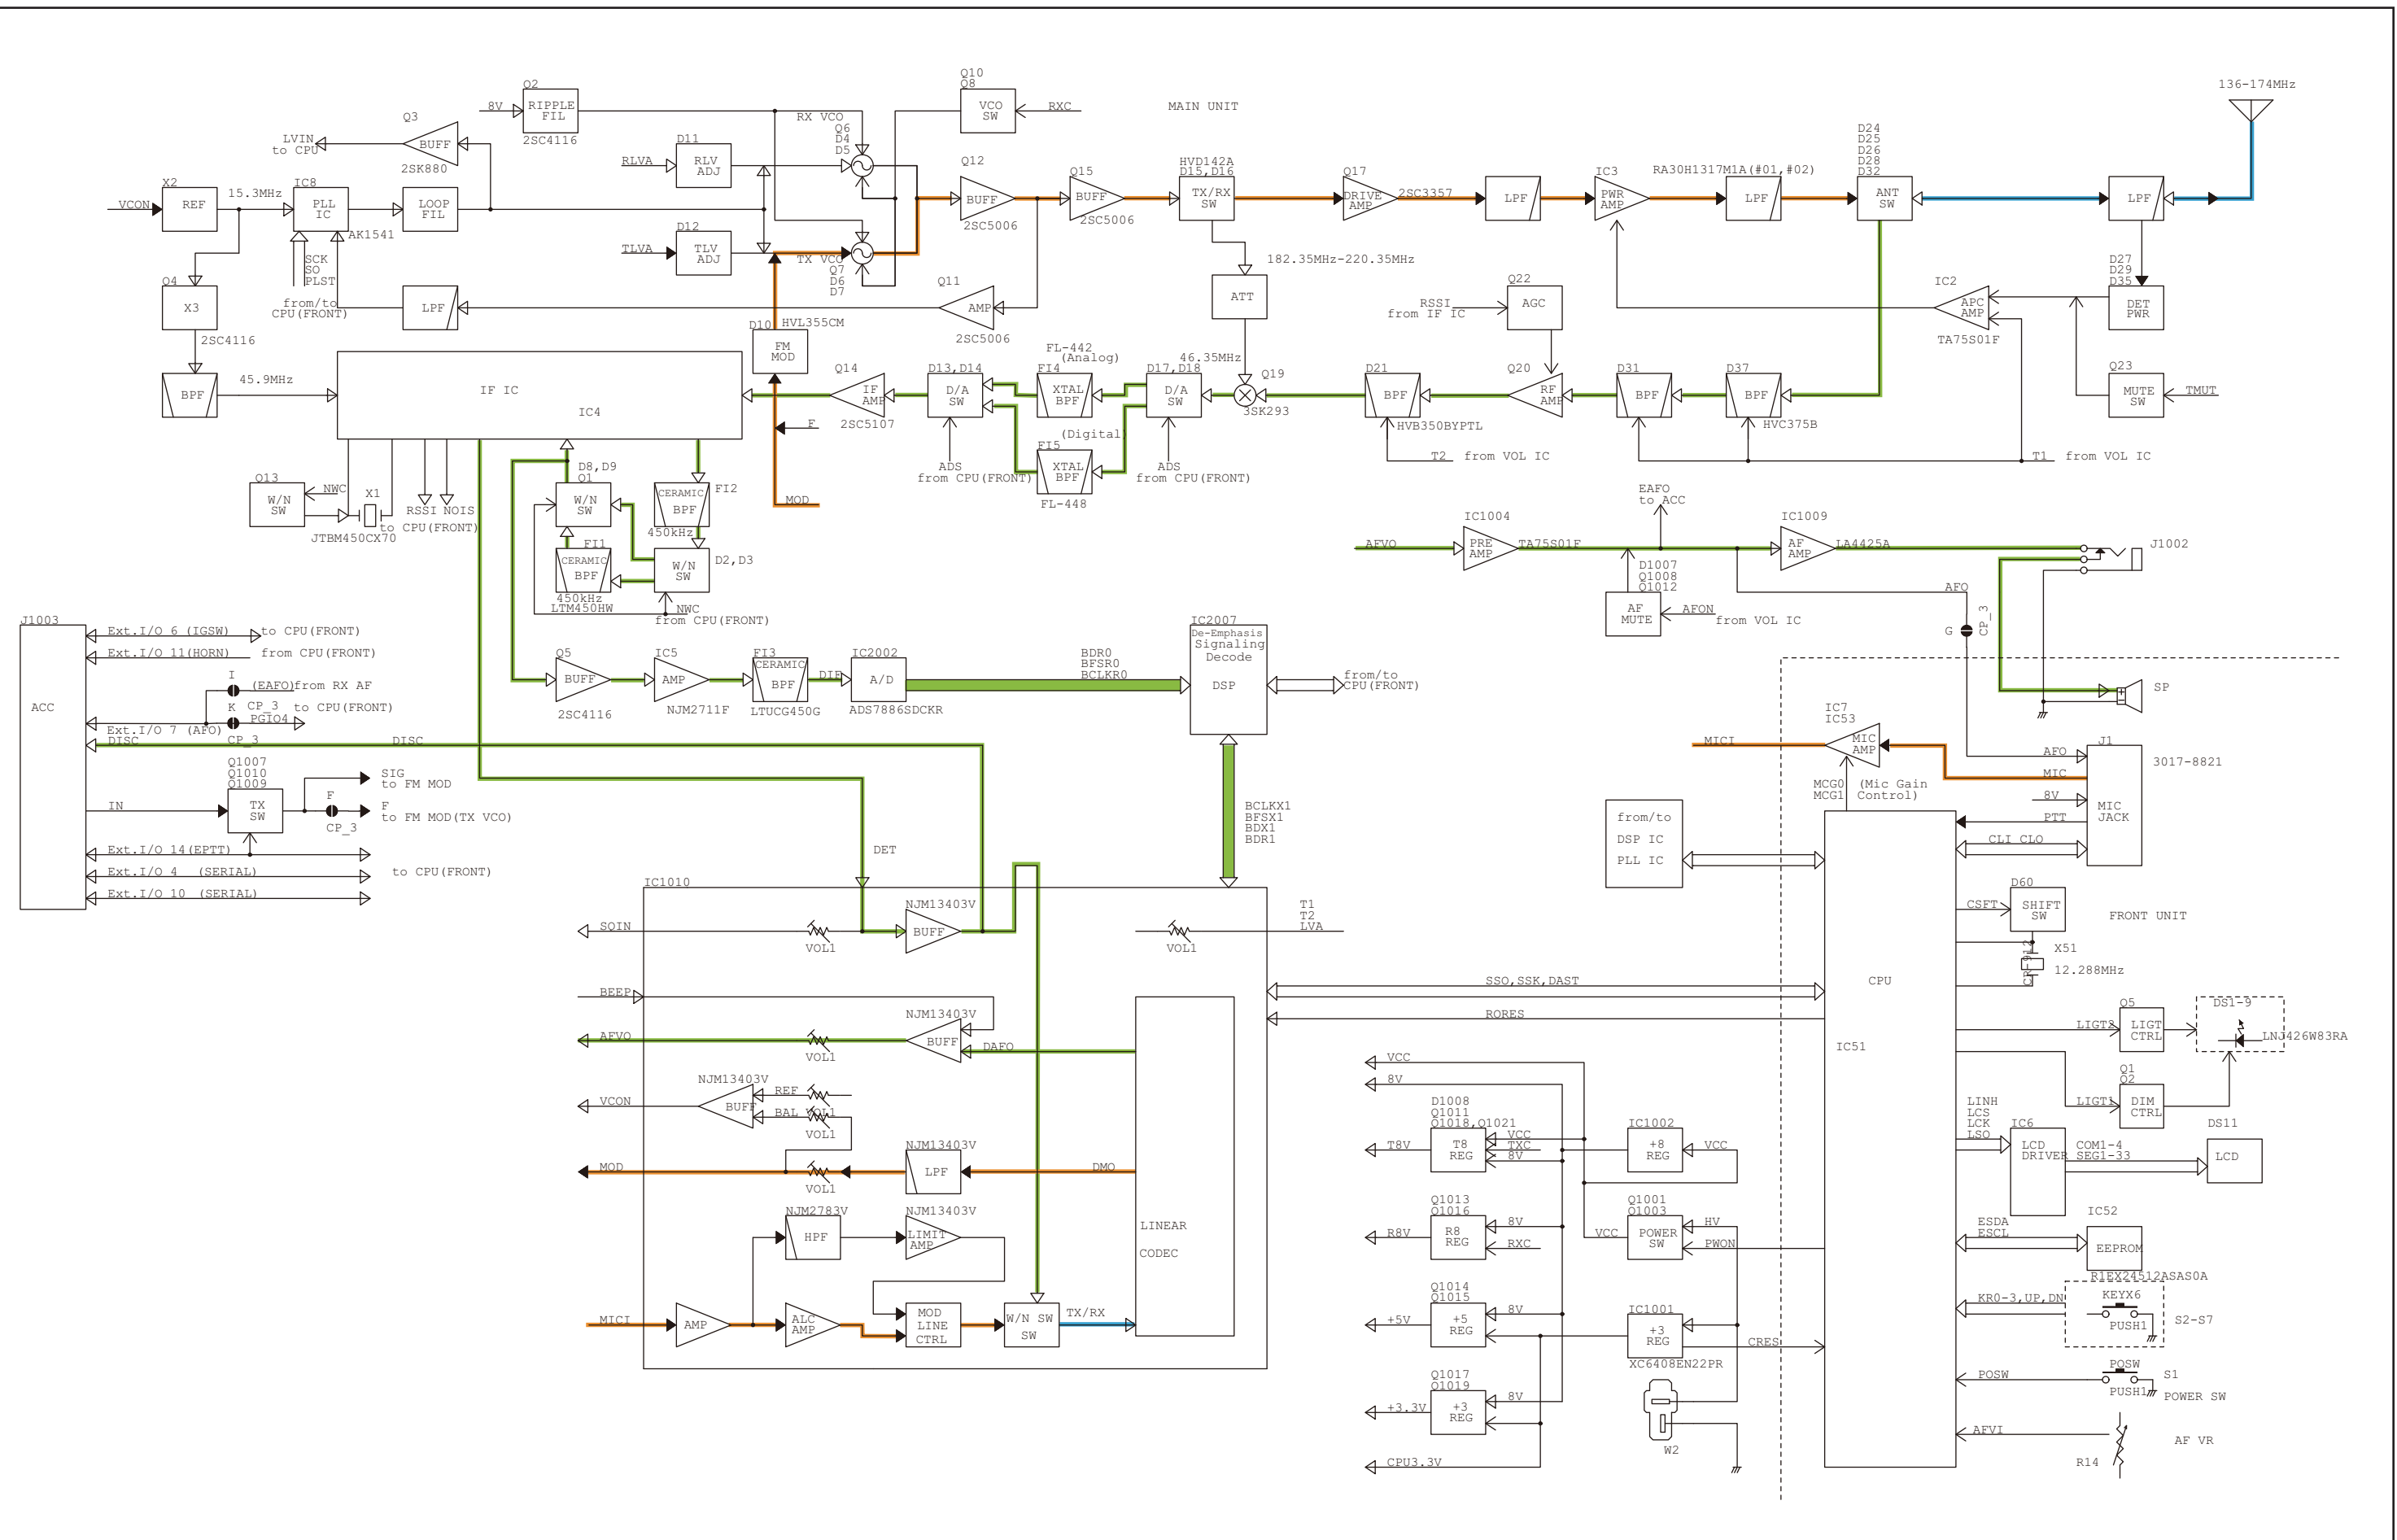 136-174MHz
MAIN UNIT
Q2
8V
RIPPLE
FIL
2SC4116
Q10
Q8
VCO
SW
RXC
Q3
LVIN
to CPU
BUFF
2SK880
RX VCO
Q6
D4
D5
D11
RLVA
RLV
ADJ
X2
VCON
REF
15.3MHz
IC8
PLL
IC
AK1541
LOOP
FIL
D12
TLVA
TLV
ADJ
TX VCO
Q7
D6
D7
Q12
BUFF
2SC5006
Q15
BUFF
2SC5006
HVD142A
D15,D16
TX/RX
SW
Q17
DRIVE
AMP
2SC3357
LPF
IC3
PWR
AMP
RA30H1317M1A(#01,#02)
LPF
D24
D25
D26
D28
D32
ANT
SW
LPF
SCK
SO
PLST
from/to
CPU(FRONT)
Q4
X3
2SC4116
LPF
Q11
AMP
2SC5006
182.35MHz-220.35MHz
ATT
Q22
AGC
RSSI
from IF IC
IC2
APC
AMP
TA75S01F
D27
D29
D35
DET
PWR
Q23
MUTE
SW
TMUT
D10
HVL355CM
FM
MOD
BPF
45.9MHz
IF IC
IC4
Q14
IF
AMP
2SC5107
D13,D14
D/A
SW
FL-442
(Analog)
FI4
XTAL
BPF
D17,D18
D/A
SW
46.35MHz
Q19
3SK293
D21
BPF
HVB350BYPTL
Q20
RF
AMP
D31
BPF
D37
BPF
HVC375B
F
(Digital)
FI5
XTAL
BPF
FL-448
ADS
from CPU(FRONT)
ADS
from CPU(FRONT)
T2
from VOL IC
T1
from VOL IC
MOD
Q13
W/N
SW
NWC
X1
JTBM450CX70
RSSI NOIS
to CPU(FRONT)
D8,D9
Q1
W/N
SW
CERAMIC
BPF
FI2
450kHz
FI1
CERAMIC
BPF
450kHz
LTM450HW
W/N
SW
D2,D3
NWC
from CPU(FRONT)
EAFO
to ACC
AFVO
IC1004
PRE
AMP
TA75S01F
IC1009
AF
AMP
LA4425A
J1002
D1007
Q1008
Q1012
AF
MUTE
AFON
from VOL IC
AFO
G
CP_3
SP
J1003
ACC
Ext.I/O 6 (IGSW)
to CPU(FRONT)
Ext.I/O 11(HORN)
from CPU(FRONT)
I
(EAFO)from RX AF
K
CP_3
to CPU(FRONT)
PGIO4
Ext.I/O 7 (AFO)
CP_3
DISC
DISC
Q1007
Q1010
Q1009
TX
SW
IN
SIG
to FM MOD
F
CP_3
F
to FM MOD(TX VCO)
Ext.I/O 14(EPTT)
Ext.I/O 4 (SERIAL)
to CPU(FRONT)
Ext.I/O 10 (SERIAL)
Q5
BUFF
2SC4116
IC5
AMP
NJM2711F
FI3
CERAMIC
BPF
LTUCG450G
DIF
IC2002
A/D
ADS7886SDCKR
BDR0
BFSR0
BCLKR0
IC2007
De-Emphasis
Signaling
Decode
DSP
from/to
CPU(FRONT)
BCLKX1
BFSX1
BDX1
BDR1
DET
MICI
IC7
IC53
MIC
AMP
MCG0 (Mic Gain
MCG1 Control)
J1
3017-8821
AFO
MIC
8V
PTT
CLI CLO
MIC
JACK
from/to
DSP IC
PLL IC
IC1010
SQIN
VOL1
NJM13403V
BUFF
VOL1
T1
T2
LVA
BEEP
AFVO
VOL1
NJM13403V
BUFF
DAFO
VCON
NJM13403V
BUFF
REF
BAL VOL1
VOL1
MOD
VOL1
NJM13403V
LPF
DMO
NJM2783V
HPF
NJM13403V
LIMIT
AMP
MICI
AMP
ALC
AMP
MOD
LINE
CTRL
W/N SW
SW
TX/RX
LINEAR
CODEC
SSO,SSK,DAST
RORES
CPU
IC51
CSFT
D60
SHIFT
SW
FRONT UNIT
X51
12.288MHz
LIGT2
Q5
LIGT
CTRL
DS1-9
LNJ426W83RA
LIGT1
Q1
Q2
DIM
CTRL
LINH
LCS
LCK
LSO
IC6
LCD
DRIVER
COM1-4
SEG1-33
DS11
LCD
ESDA
ESCL
IC52
EEPROM
R1EX24512ASAS0A
KR0-3,UP,DN
KEYX6
PUSH1
S2-S7
POSW
POSW
PUSH1
S1
POWER SW
AFVI
R14
AF VR
VCC
8V
D1008
Q1011
Q1018,Q1021
T8V
T8
REG
VCC
TXC
8V
IC1002
+8
REG
VCC
Q1013
Q1016
R8V
R8
REG
8V
RXC
Q1001
Q1003
VCC
POWER
SW
HV
PWON
Q1014
Q1015
+5V
+5
REG
8V
IC1001
+3
REG
XC6408EN22PR
CRES
Q1017
Q1019
+3.3V
+3
REG
8V
W2
CPU3.3V